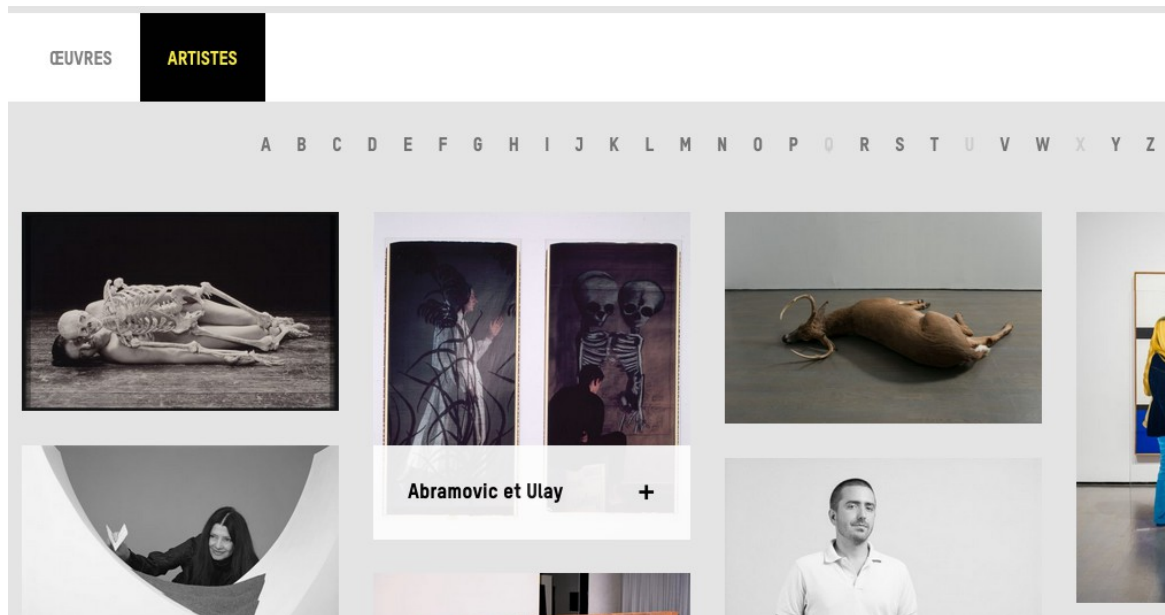 ŒUVRES ARTISTES
A B C D E F G H I J K L M N O P Q R S T U V W X Y Z
Abramovic et Ulay +